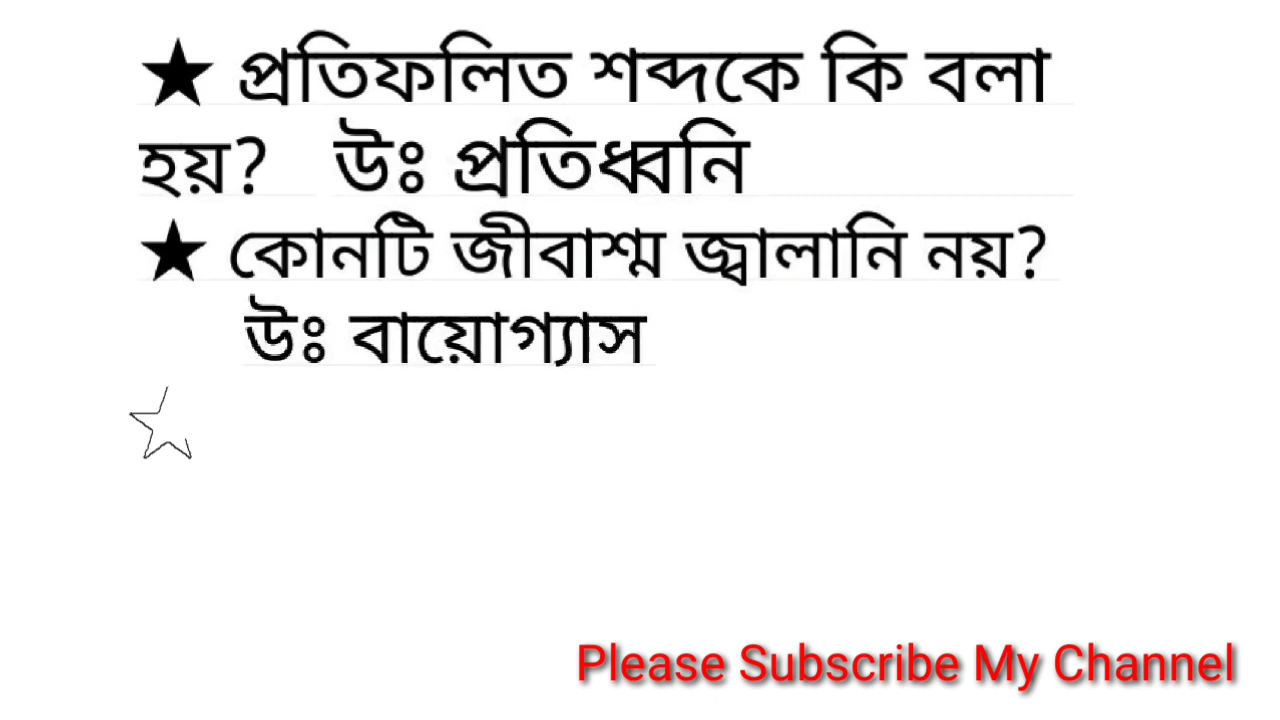 ★ প্রতিফলিত শব্দকে কি বলা
হয়? উঃ প্রতিধ্বনি
★ কোনটি জীবাশ্ম জ্বালানি নয়?
উঃ বায়োগ্যাস
Please Subscribe My Channel